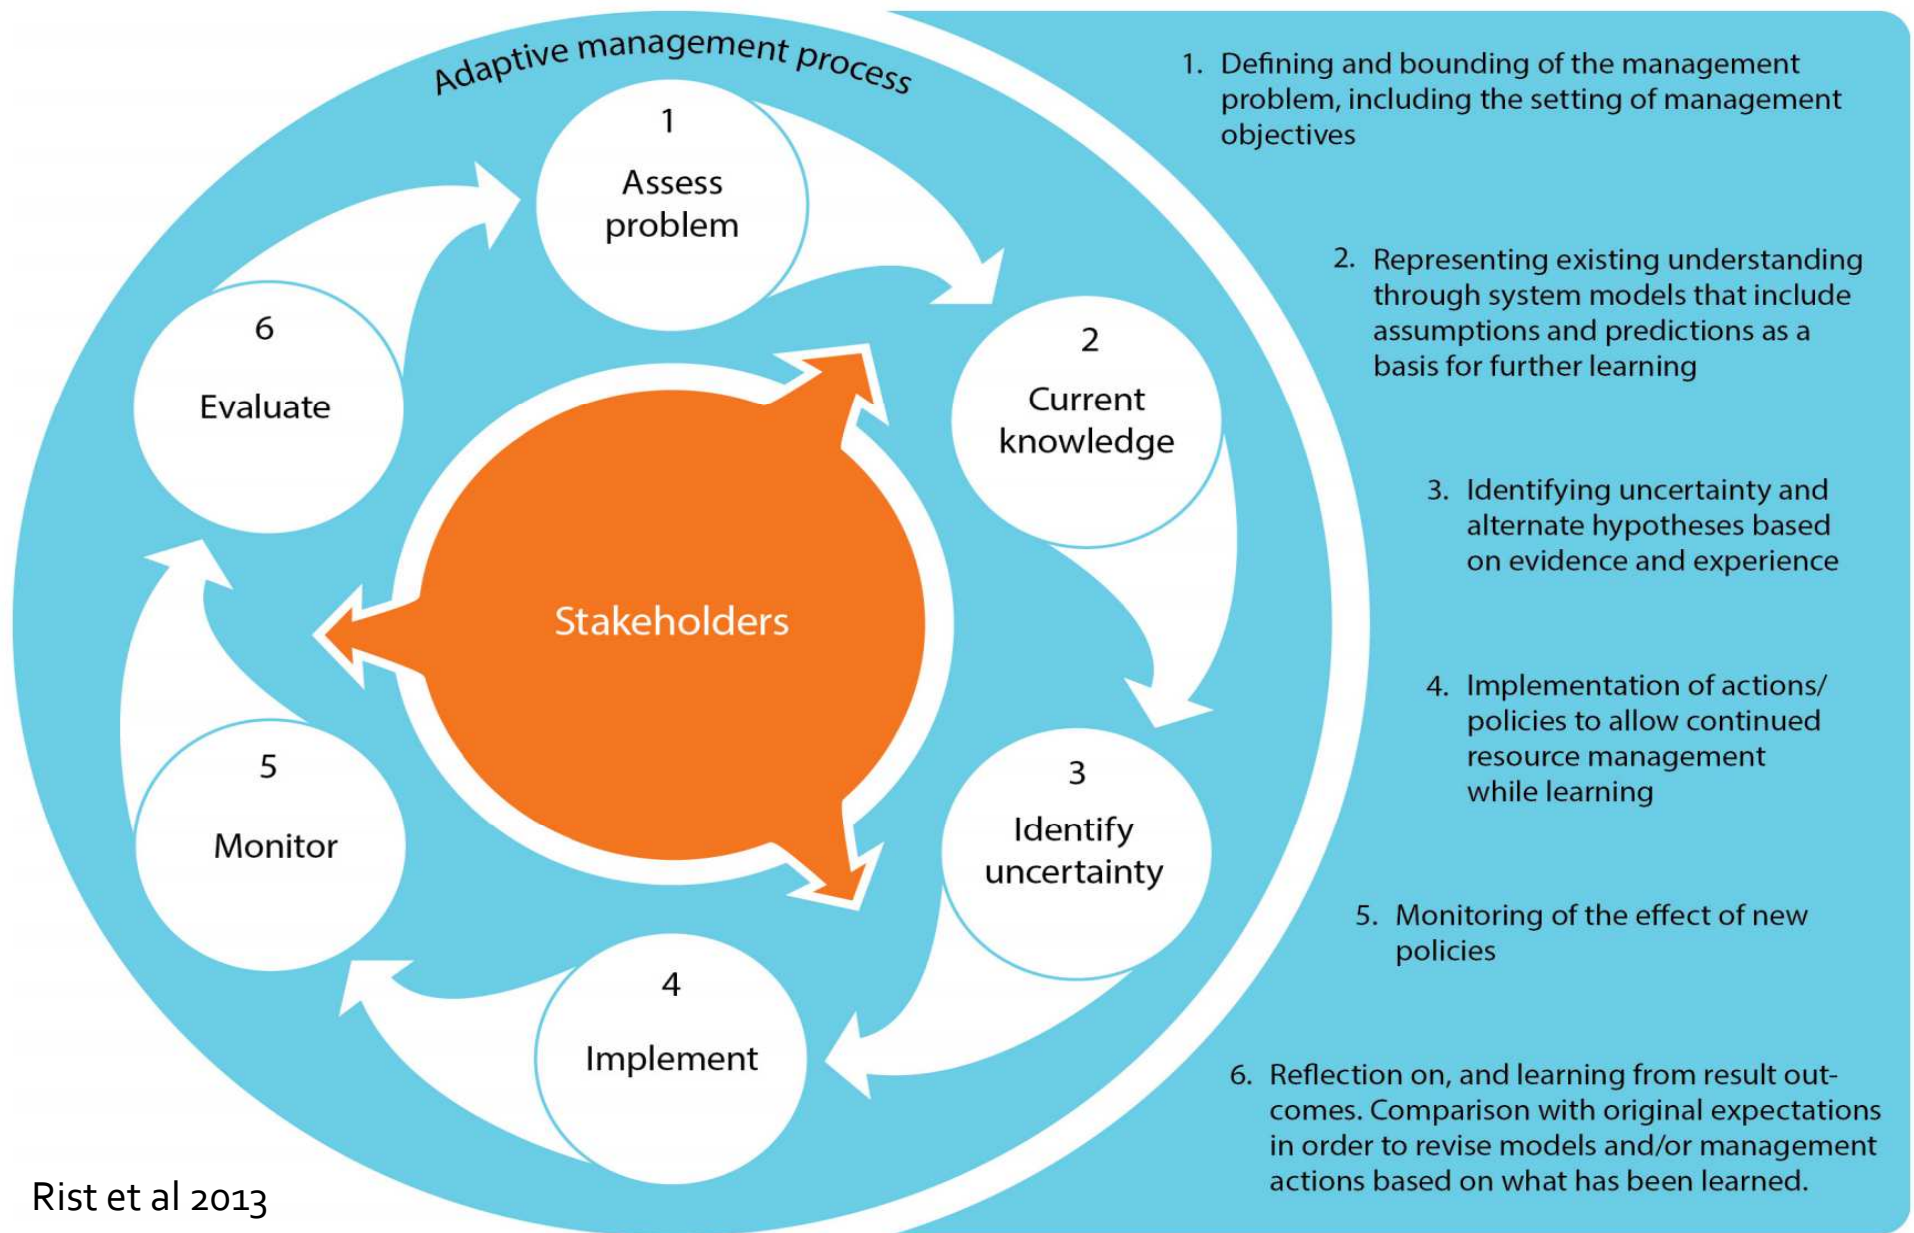 Adaptive management process
1
Assess
problem
2
Current
knowledge
3
Identify
uncertainty
4
Implement
5
Monitor
6
Evaluate
Stakeholders
1. Defining and bounding of the management
problem, including the setting of management
objectives
2. Representing existing understanding
through system models that include
assumptions and predictions as a
basis for further learning
3. Identifying uncertainty and
alternate hypotheses based
on evidence and experience
4. Implementation of actions/
policies to allow continued
resource management
while learning
5. Monitoring of the effect of new
policies
6. Reflection on, and learning from result out-
comes. Comparison with original expectations
in order to revise models and/or management
actions based on what has been learned.
Rist et al 2013